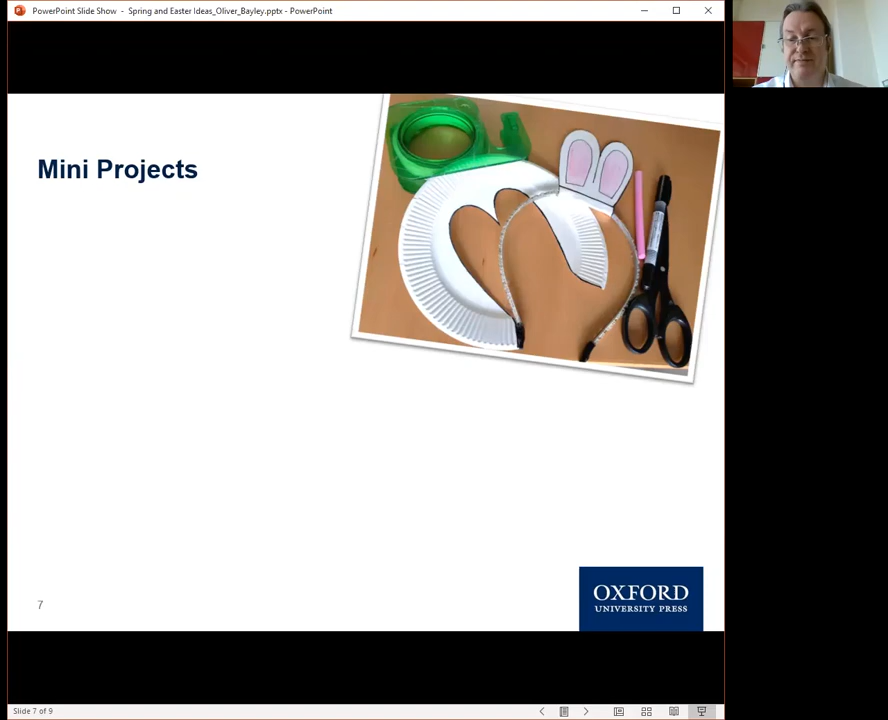 PowerPoint Slide Show - Spring and Easter Ideas_Oliver_Bayley.pptx - PowerPoint
Mini Projects
7
OXFORD
UNIVERSITY PRESS
Slide 7 of 9